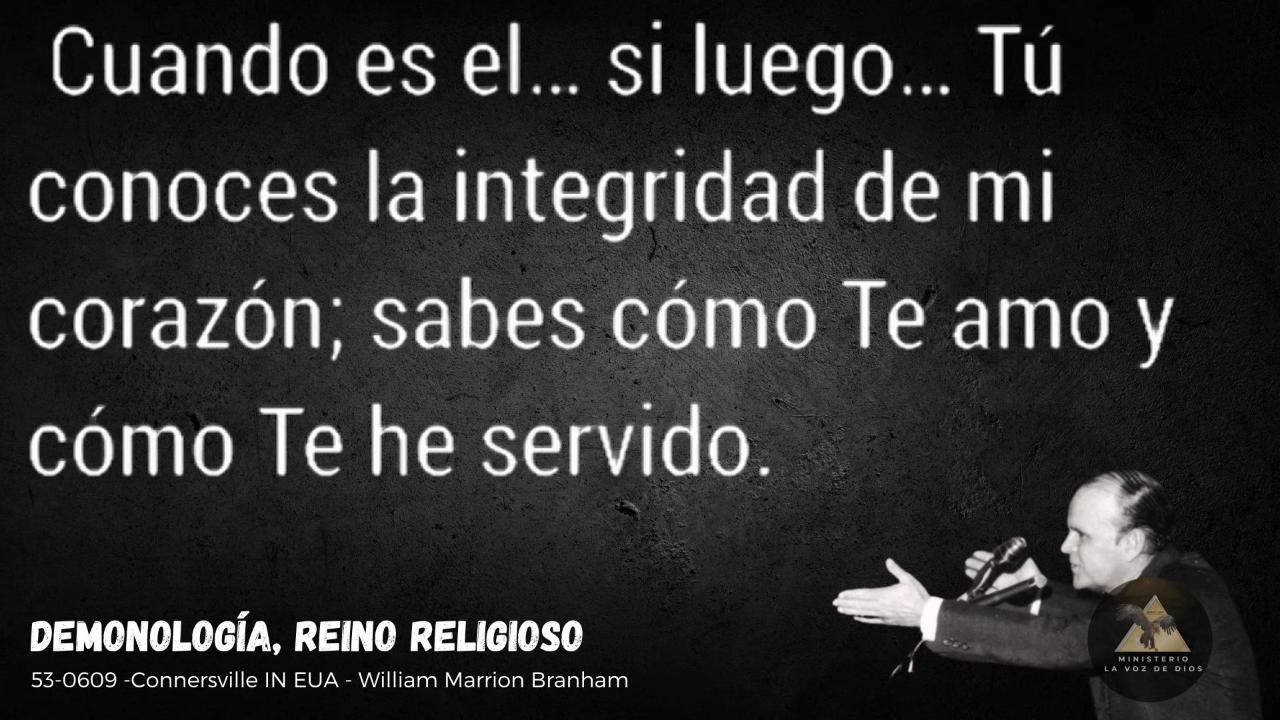 Cuando es el... si luego... Tú
conoces la integridad de mi
corazón; sabes cómo Te amo y
cómo Te he servido.
DEMONOLOGÍA, REINO RELIGIOSO
53-0609 -Connersville IN EUA - William Marrion Branham
MINISTERIO
LA VOZ DE DIOS